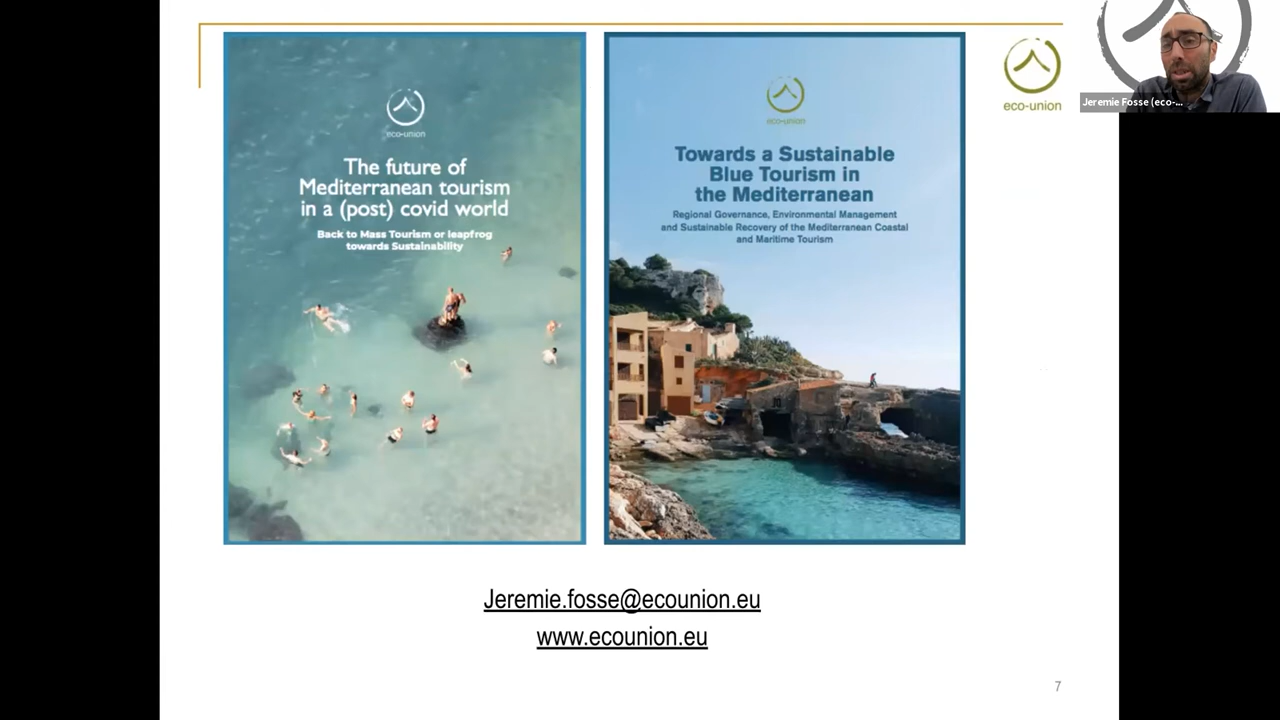 eco-union
The future of
Mediterranean tourism
in a (post) covid world
Back to Mass Tourism or leapfrog
towards Sustainability
eco-union
Towards a Sustainable
Blue Tourism in
the Mediterranean
Regional Governance, Environmental Management
and Sustainable Recovery of the Mediterranean Coastal
and Maritime Tourism
eco-union
Jeremie Fosse (eco-...
Jeremie.fosse@ecounion.eu
www.ecounion.eu
7